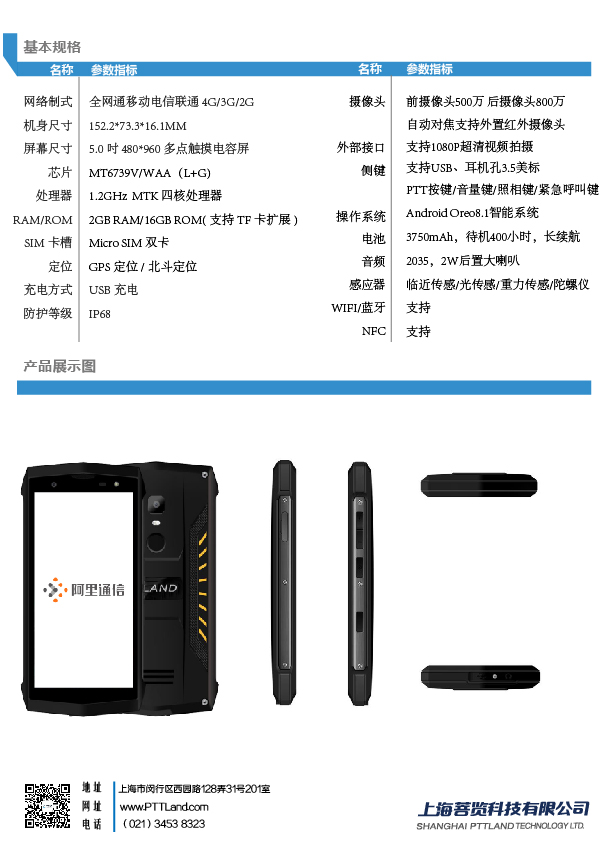 基本规格
名称 参数指标
网络制式 全网通移动电信联通 4G/3G/2G
机身尺寸 152.2*73.3*16.1MM
屏幕尺寸 5.0 吋 480*960 多点触摸电容屏
芯片 MT6739V/WAA（L+G）
处理器 1.2GHz MTK 四核处理器
RAM/ROM 2GB RAM/16GB ROM( 支持 TF 卡扩展 )
SIM 卡槽 Micro SIM 双卡
定位 GPS 定位 / 北斗定位
充电方式 USB 充电
防护等级 IP68
名称 参数指标
摄像头 前摄像头500万 后摄像头800万
自动对焦支持外置红外摄像头
外部接口 支持1080P超清视频拍摄
侧键 支持USB、耳机孔3.5美标
PTT按键/音量键/照相键/紧急呼叫键
操作系统 Android Oreo8.1智能系统
电池 3750mAh，待机400小时，长续航
音频 2035，2W后置大喇叭
感应器 临近传感/光传感/重力传感/陀螺仪
WIFI/蓝牙 支持
NFC 支持
产品展示图
阿里通信
LAND
地址 上海市闵行区西园路128弄31号201室
网址 www.PTTLand.com
电话 （021）3453 8323
上海菩览科技有限公司
SHANGHAI PTTLAND TECHNOLOGY LTD.